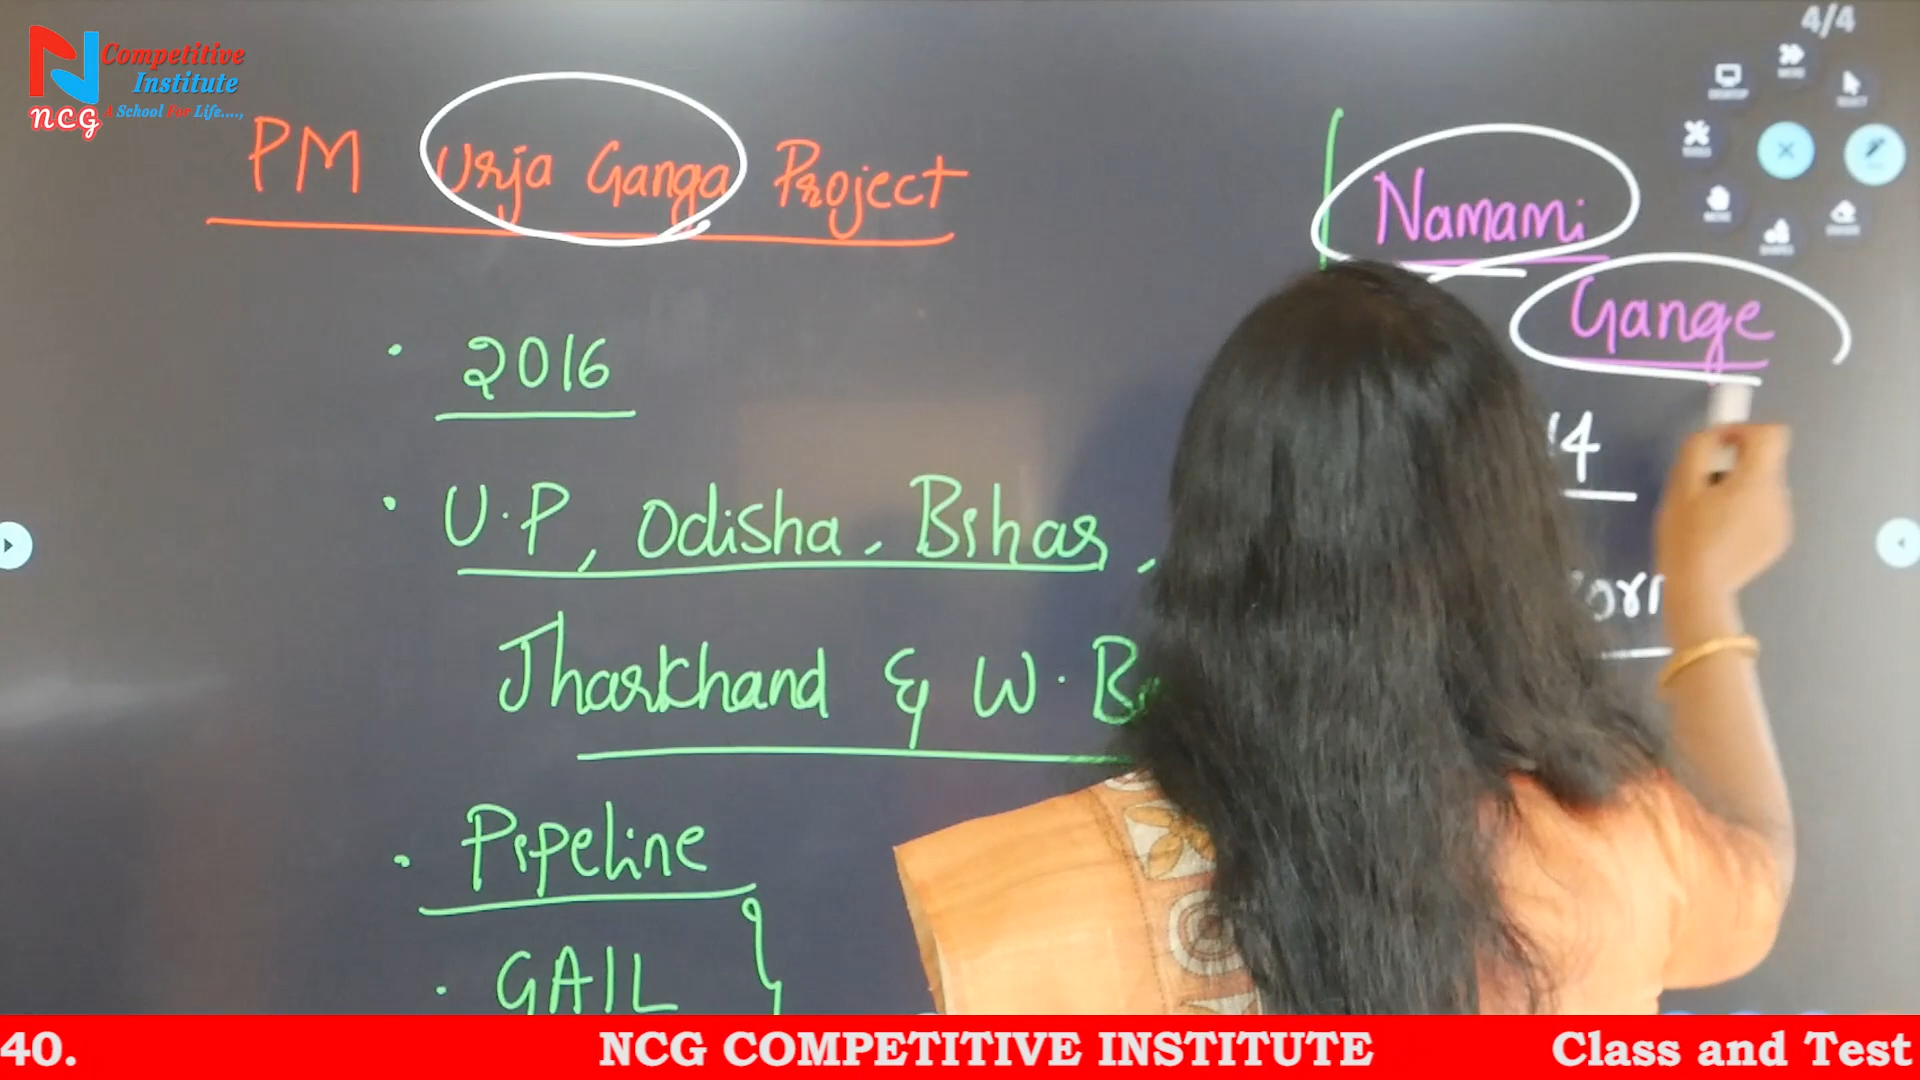 4/4
Competitive
Institute
ncg
A School For Life....,
PM Urja Ganga Project
• 2016
• U.P, Odisha, Bihar,
Jharkhand & W.
• Pipeline
• GAIL
Namami
Gange
14
40. NCG COMPETITIVE INSTITUTE Class and Test